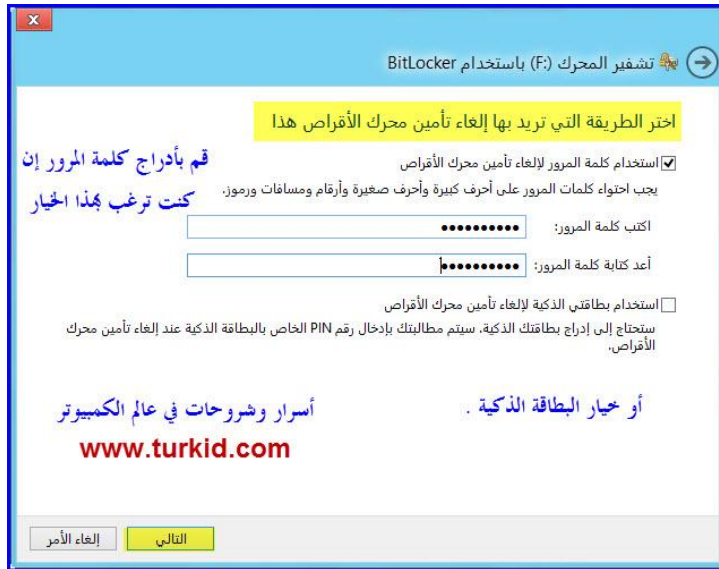 تشفير المحرك (F:) باستخدام BitLocker
اختر الطريقة التي تريد بها إلغاء تأمين محرك الأقراص هذا
استخدام كلمة المرور لإلغاء تأمين محرك الأقراص
يجب احتواء كلمات المرور على أحرف كبيرة وأحرف صغيرة وأرقام ومسافات ورموز.
قم بأدراج كلمة المرور إن
كنت ترغب بهذا الخيار
اكتب كلمة المرور:
أعد كتابة كلمة المرور:
استخدام بطاقتي الذكية لإلغاء تأمين محرك الأقراص
ستحتاج إلى إدراج بطاقتك الذكية. سيتم مطالبتك بإدخال رقم PIN الخاص بالبطاقة الذكية عند إلغاء تأمين محرك
الأقراص.
أو خيار البطاقة الذكية .
أسرار وشروحات في عالم الكمبيوتر
www.turkid.com
التالي
إلغاء الأمر